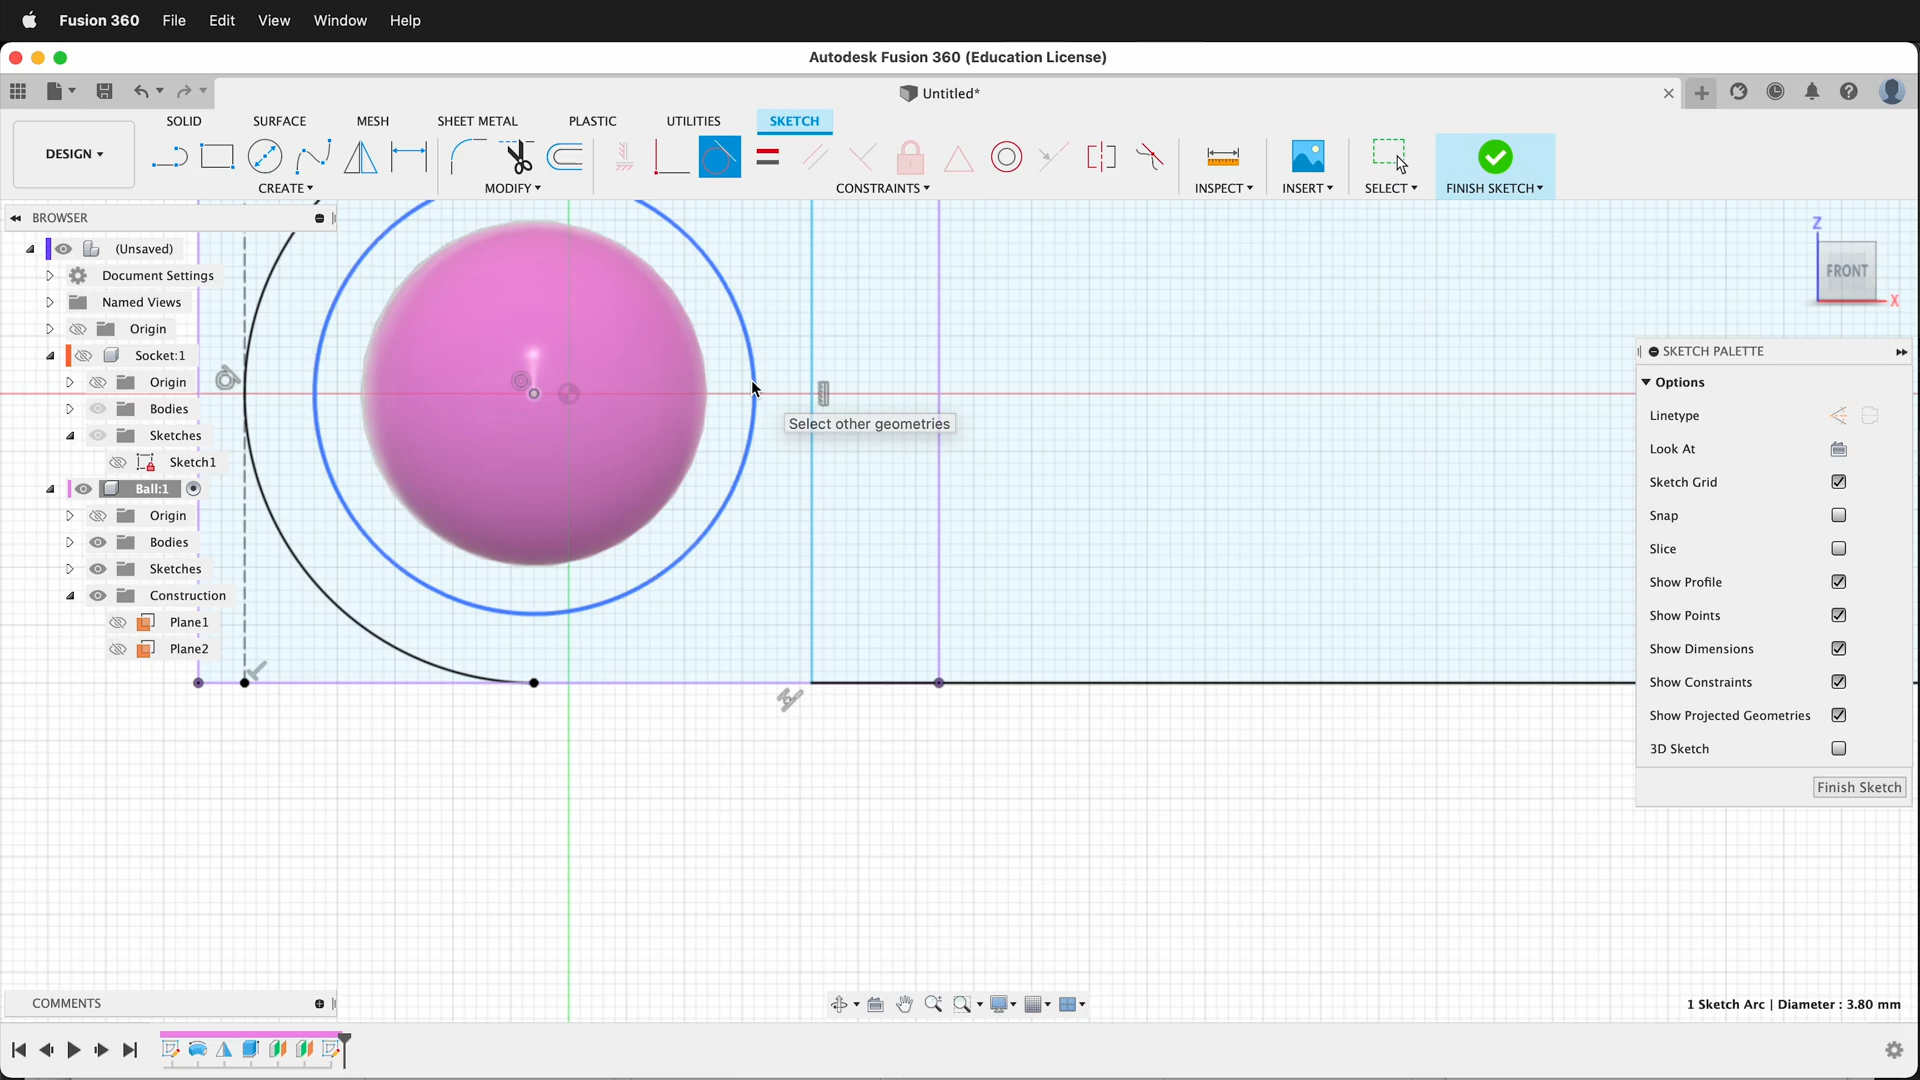 Fusion 360 File Edit View Window Help
Autodesk Fusion 360 (Education License)
Untitled*
SOLID SURFACE MESH SHEET METAL PLASTIC UTILITIES SKETCH
DESIGN
CREATE MODIFY CONSTRAINTS INSPECT INSERT SELECT FINISH SKETCH
BROWSER
(Unsaved)
Document Settings
Named Views
Origin
Socket:1
Origin
Bodies
Sketches
Sketch1
Ball:1
Origin
Bodies
Sketches
Construction
Plane1
Plane2
Select other geometries
Z
FRONT
X
SKETCH PALETTE
Options
Linetype
Look At
Sketch Grid
Snap
Slice
Show Profile
Show Points
Show Dimensions
Show Constraints
Show Projected Geometries
3D Sketch
Finish Sketch
COMMENTS
1 Sketch Arc | Diameter : 3.80 mm